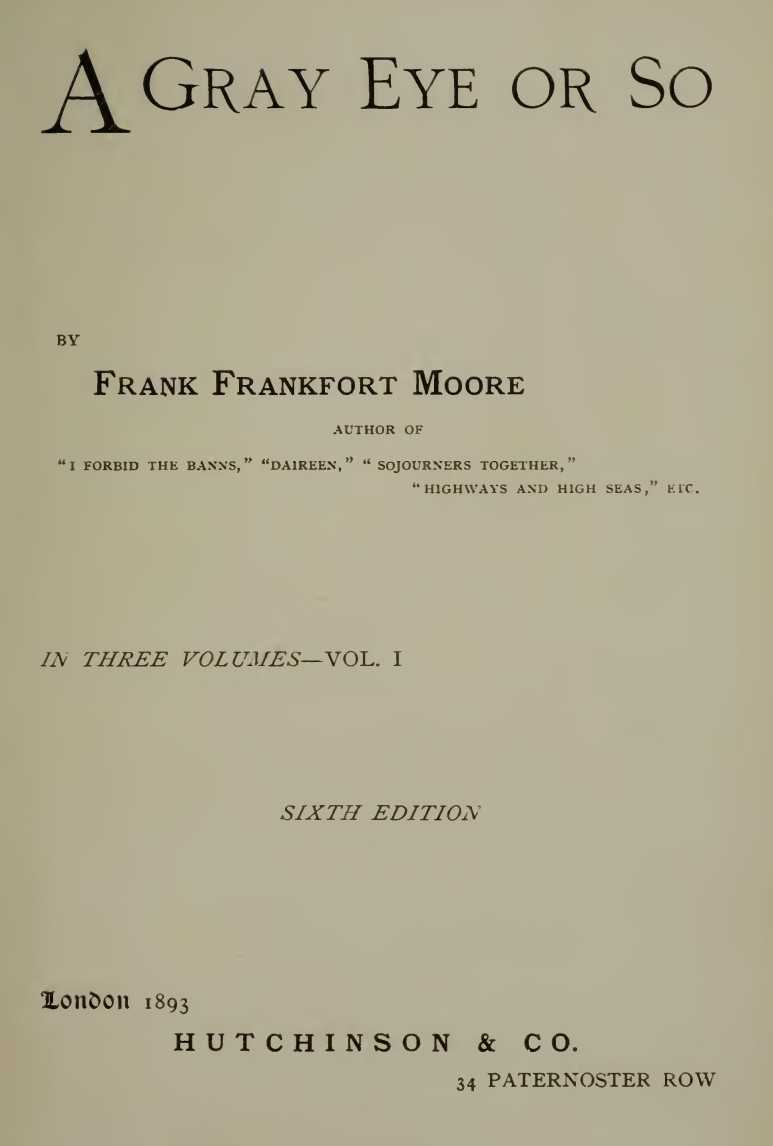 A GRAY EYE OR SO
BY
FRANK FRANKFORT MOORE
AUTHOR OF
"I FORBID THE BANNS," "DAIREEN," "SOJOURNERS TOGETHER,"
"HIGHWAYS AND HIGH SEAS," ETC.
IN THREE VOLUMES—VOL. I
SIXTH EDITION
London 1893
HUTCHINSON & CO.
34 PATERNOSTER ROW